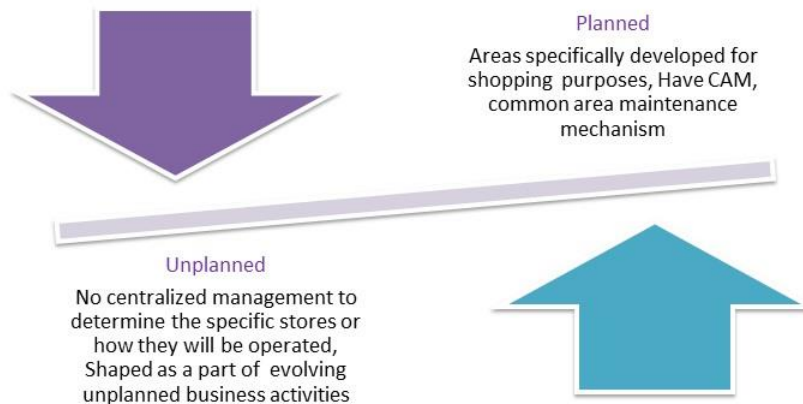 Planned
Areas specifically developed for
shopping purposes, Have CAM,
common area maintenance
mechanism
Unplanned
No centralized management to
determine the specific stores or
how they will be operated,
Shaped as a part of evolving
unplanned business activities